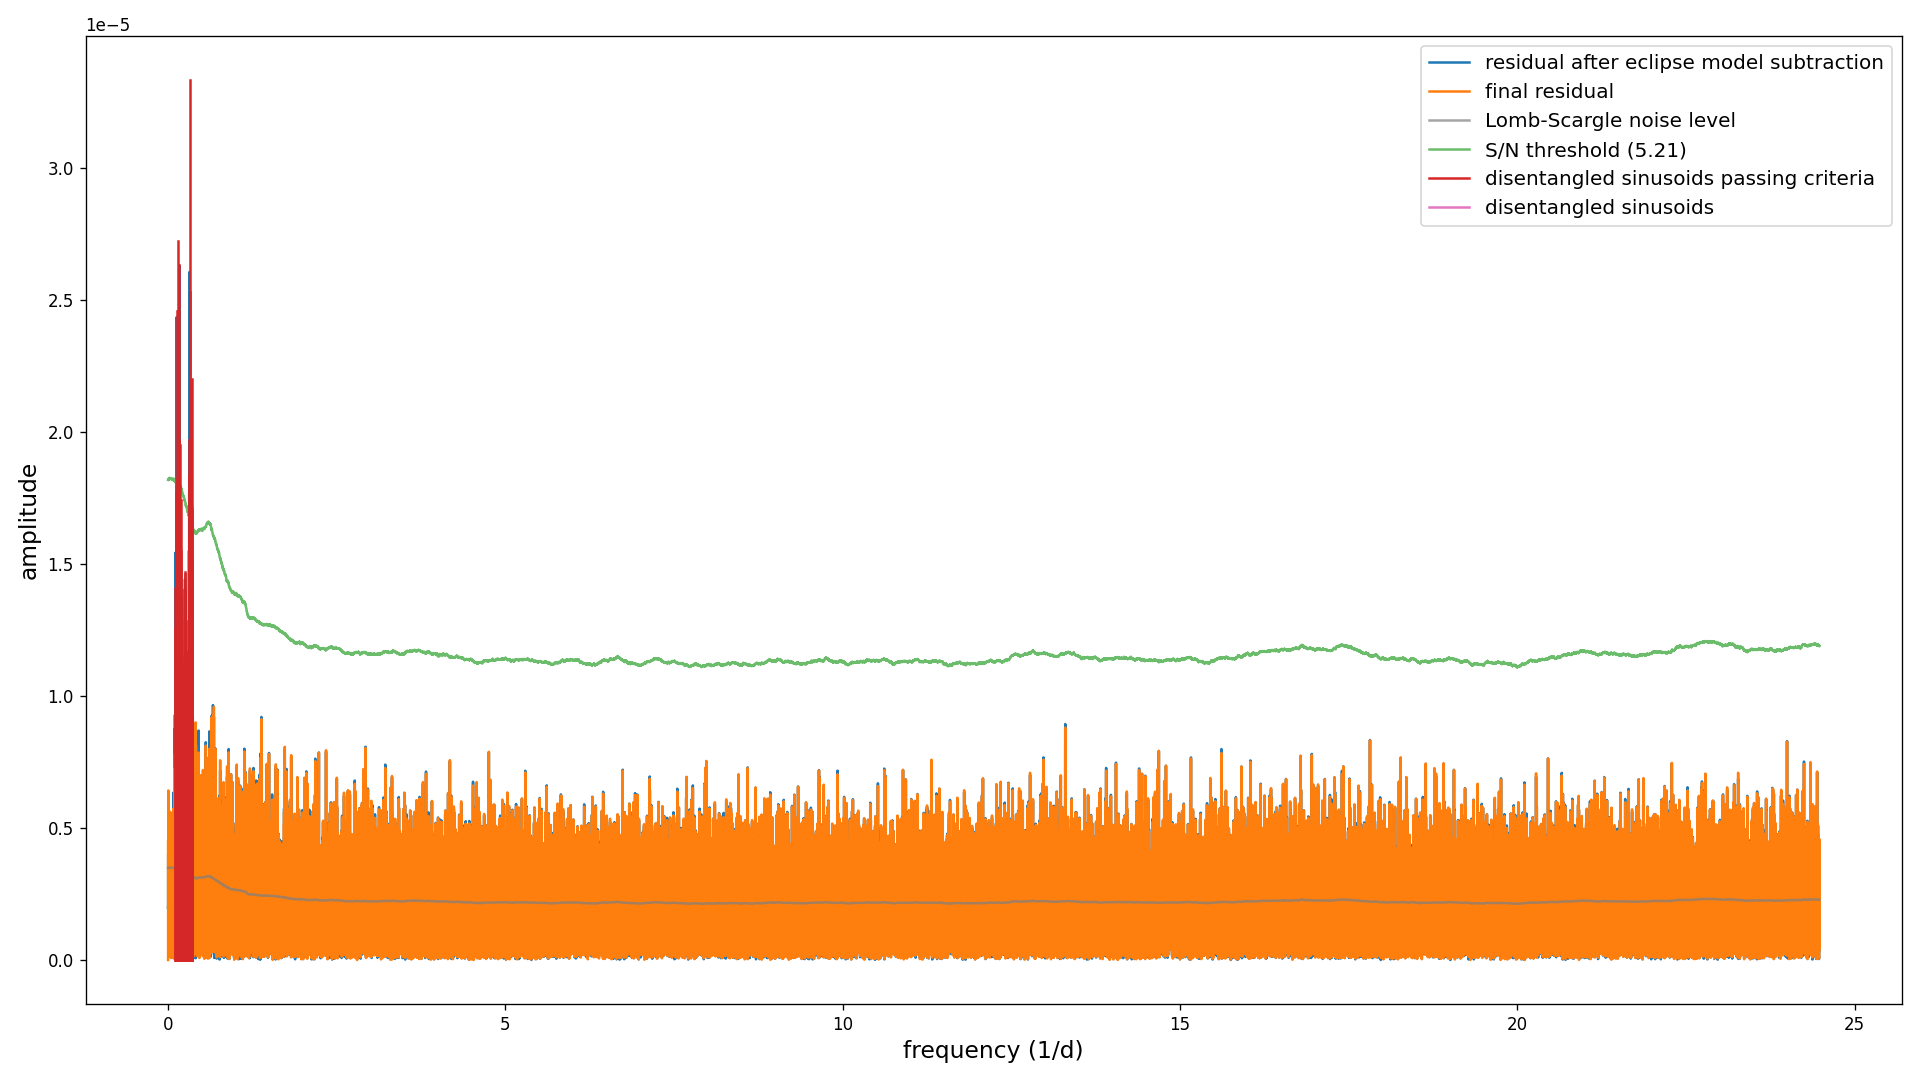 1e−5
residual after eclipse model subtraction
final residual
Lomb-Scargle noise level
S/N threshold (5.21)
disentangled sinusoids passing criteria
disentangled sinusoids
3.0
2.5
2.0
1.5
1.0
0.5
0.0
amplitude
0 5 10 15 20 25
frequency (1/d)